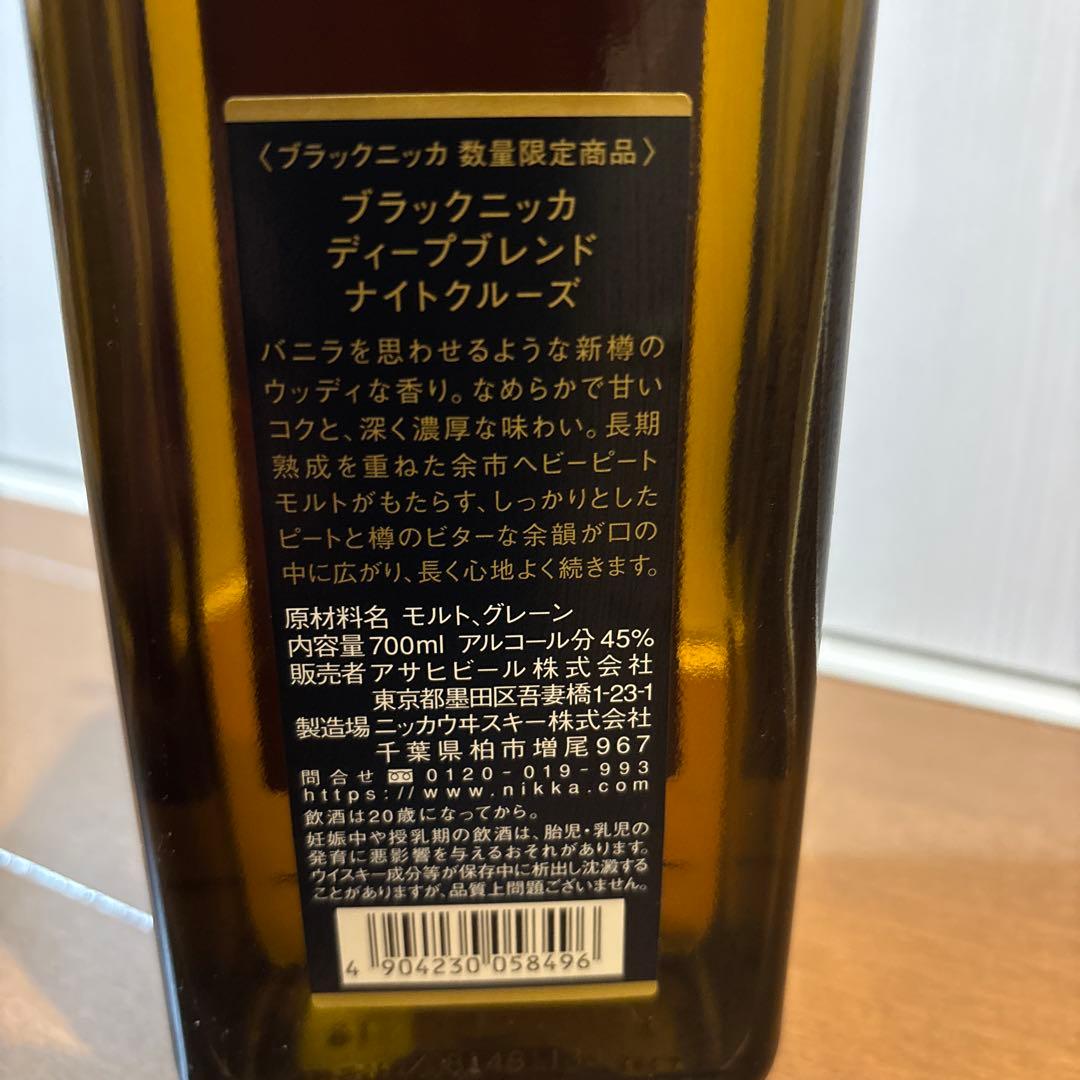 〈ブラックニッカ 数量限定商品〉
ブラックニッカ
ディープブレンド
ナイトクルーズ
バニラを思わせるような新樽の
ウッディな香り。なめらかで甘い
コクと、深く濃厚な味わい。長期
熟成を重ねた余市ヘビーピート
モルトがもたらす、しっかりとした
ピートと樽のビターな余韻が口の
中に広がり、長く心地よく続きます。
原材料名 モルト、グレーン
内容量 700ml アルコール分 45%
販売者 アサヒビール株式会社
東京都墨田区吾妻橋1-23-1
製造場 ニッカウヰスキー株式会社
千葉県柏市増尾967
問合せ 0120-019-993
https://www.nikka.com
飲酒は20歳になってから。
妊娠中や授乳期の飲酒は、胎児・乳児の
発育に悪影響を与えるおそれがあります。
ウイスキー成分等が保存中に析出し沈澱する
ことがありますが、品質上問題ございません。
4 904230 058496